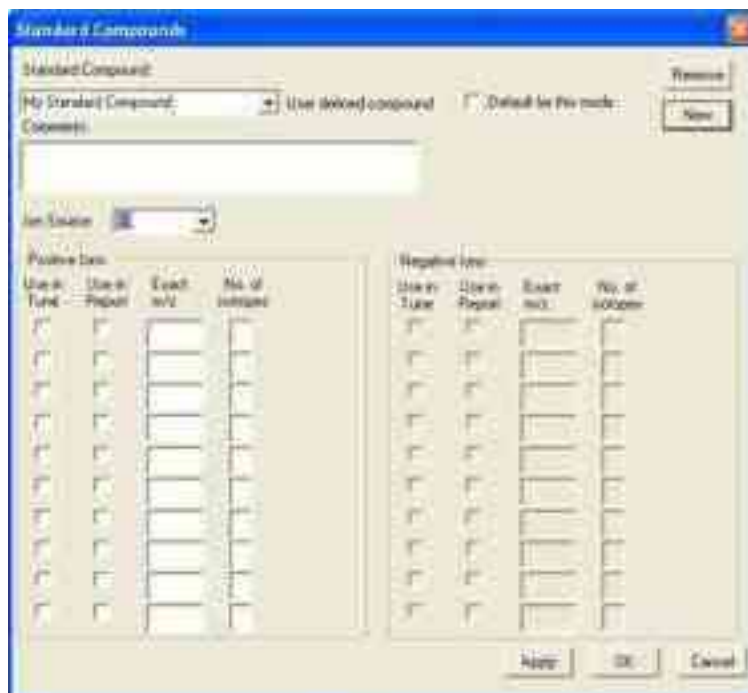 Standard Compounds
Standard Compound:
Remove
My Standard Compound
User defined compound
Default for this mode
New
Comments
Ion Source
Positive Ions
Negative Ions
Use in Tune
Use in Report
Exact m/z
No. of isotopes
Use in Tune
Use in Report
Exact m/z
No. of isotopes
Apply
OK
Cancel